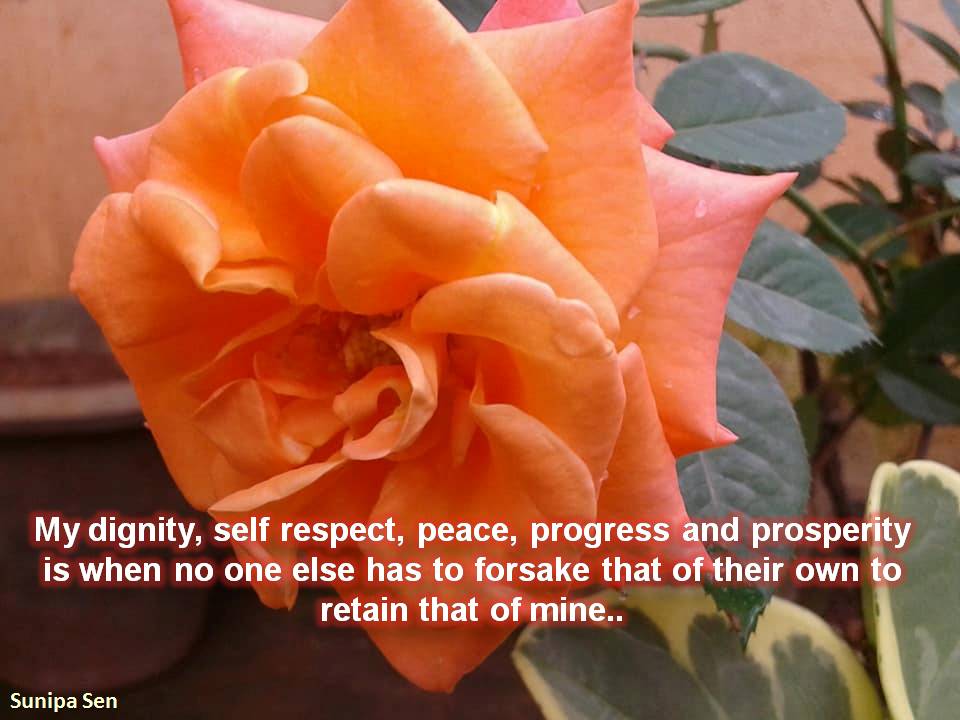 My dignity, self respect, peace, progress and prosperity
is when no one else has to forsake that of their own to
retain that of mine..
Sunipa Sen